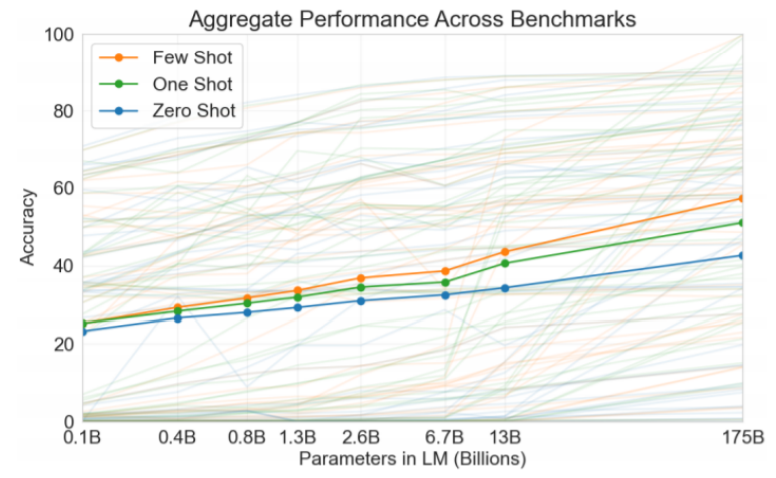 Aggregate Performance Across Benchmarks
100
Few Shot
One Shot
Zero Shot
80
60
40
20
0
Accuracy
0.1B 0.4B 0.8B 1.3B 2.6B 6.7B 13B 175B
Parameters in LM (Billions)